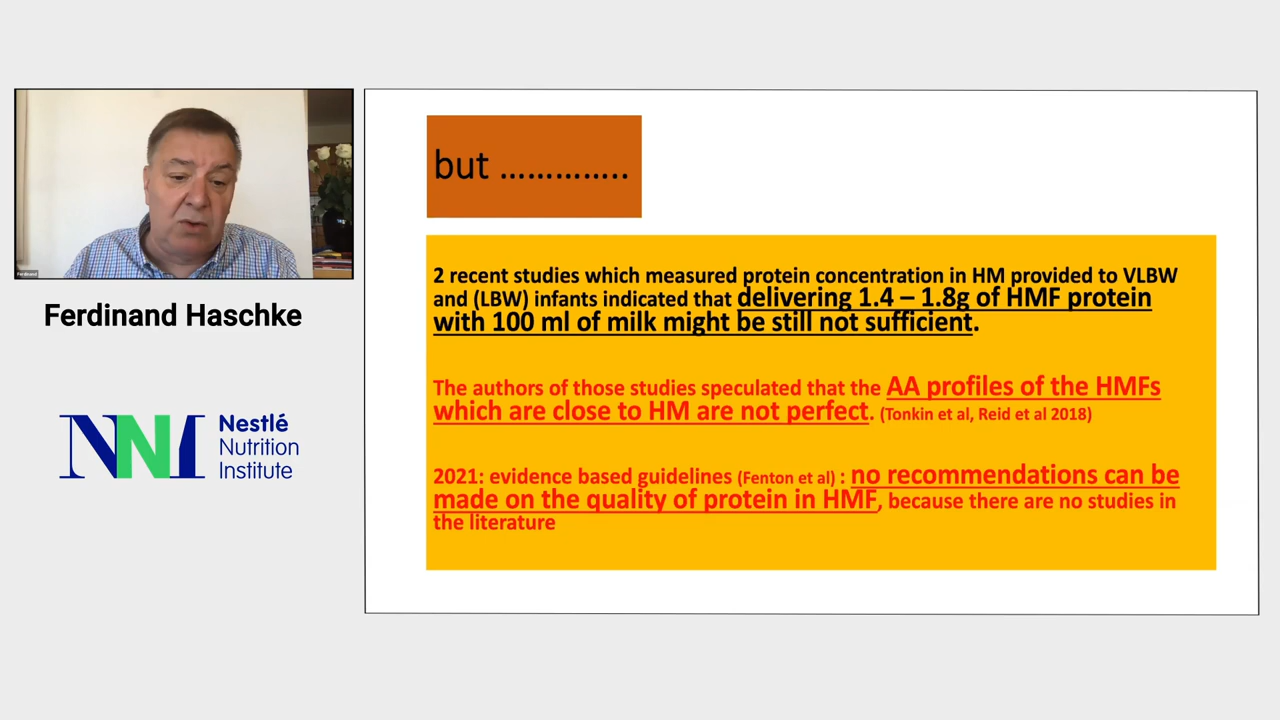 Ferdinand
Ferdinand Haschke
NNI
Nestlé
Nutrition
Institute
but …………..
2 recent studies which measured protein concentration in HM provided to VLBW
and (LBW) infants indicated that delivering 1.4 – 1.8g of HMF protein
with 100 ml of milk might be still not sufficient.
The authors of those studies speculated that the AA profiles of the HMFs
which are close to HM are not perfect. (Tonkin et al, Reid et al 2018)
2021: evidence based guidelines (Fenton et al) : no recommendations can be
made on the quality of protein in HMF, because there are no studies in
the literature